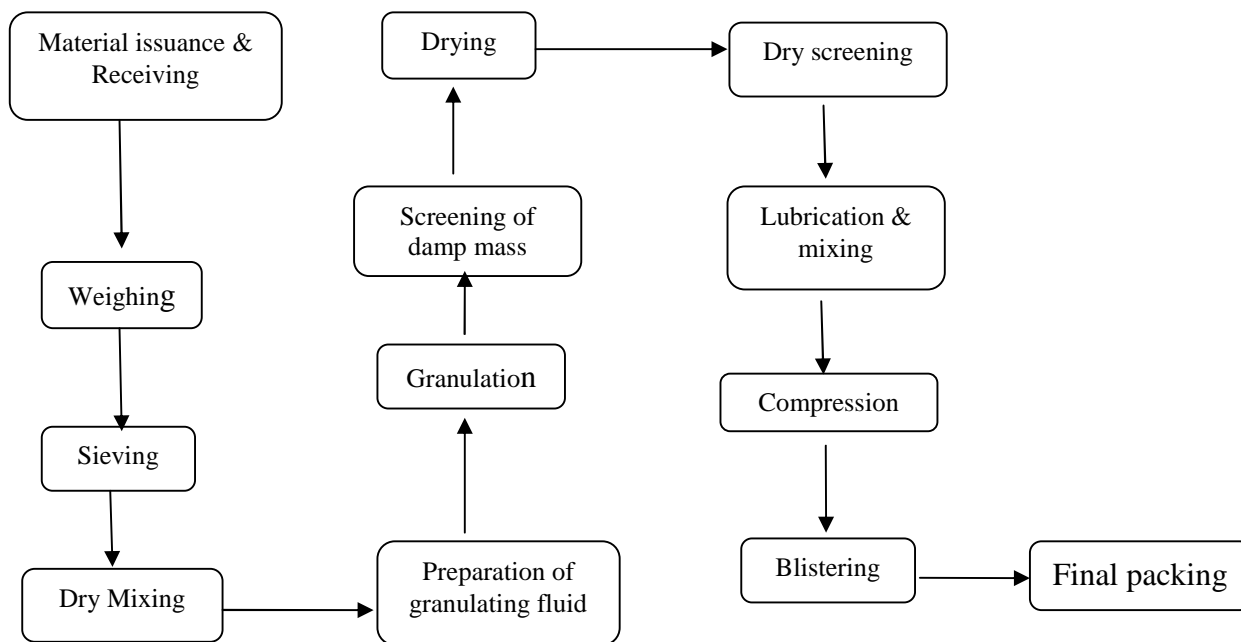 Material issuance &
Receiving
Weighing
Sieving
Dry Mixing
Preparation of
granulating fluid
Granulation
Screening of
damp mass
Drying
Dry screening
Lubrication &
mixing
Compression
Blistering
Final packing